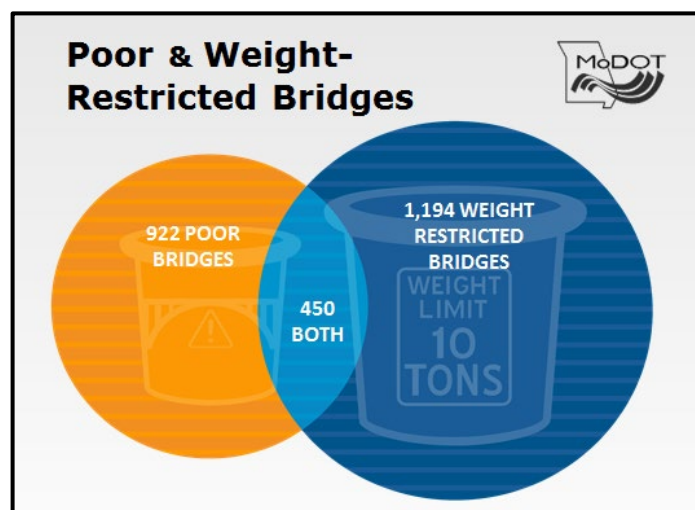 Poor & Weight-
Restricted Bridges
MoDOT
922 POOR
BRIDGES
450
BOTH
1,194 WEIGHT
RESTRICTED
BRIDGES
WEIGHT
LIMIT
10
TONS